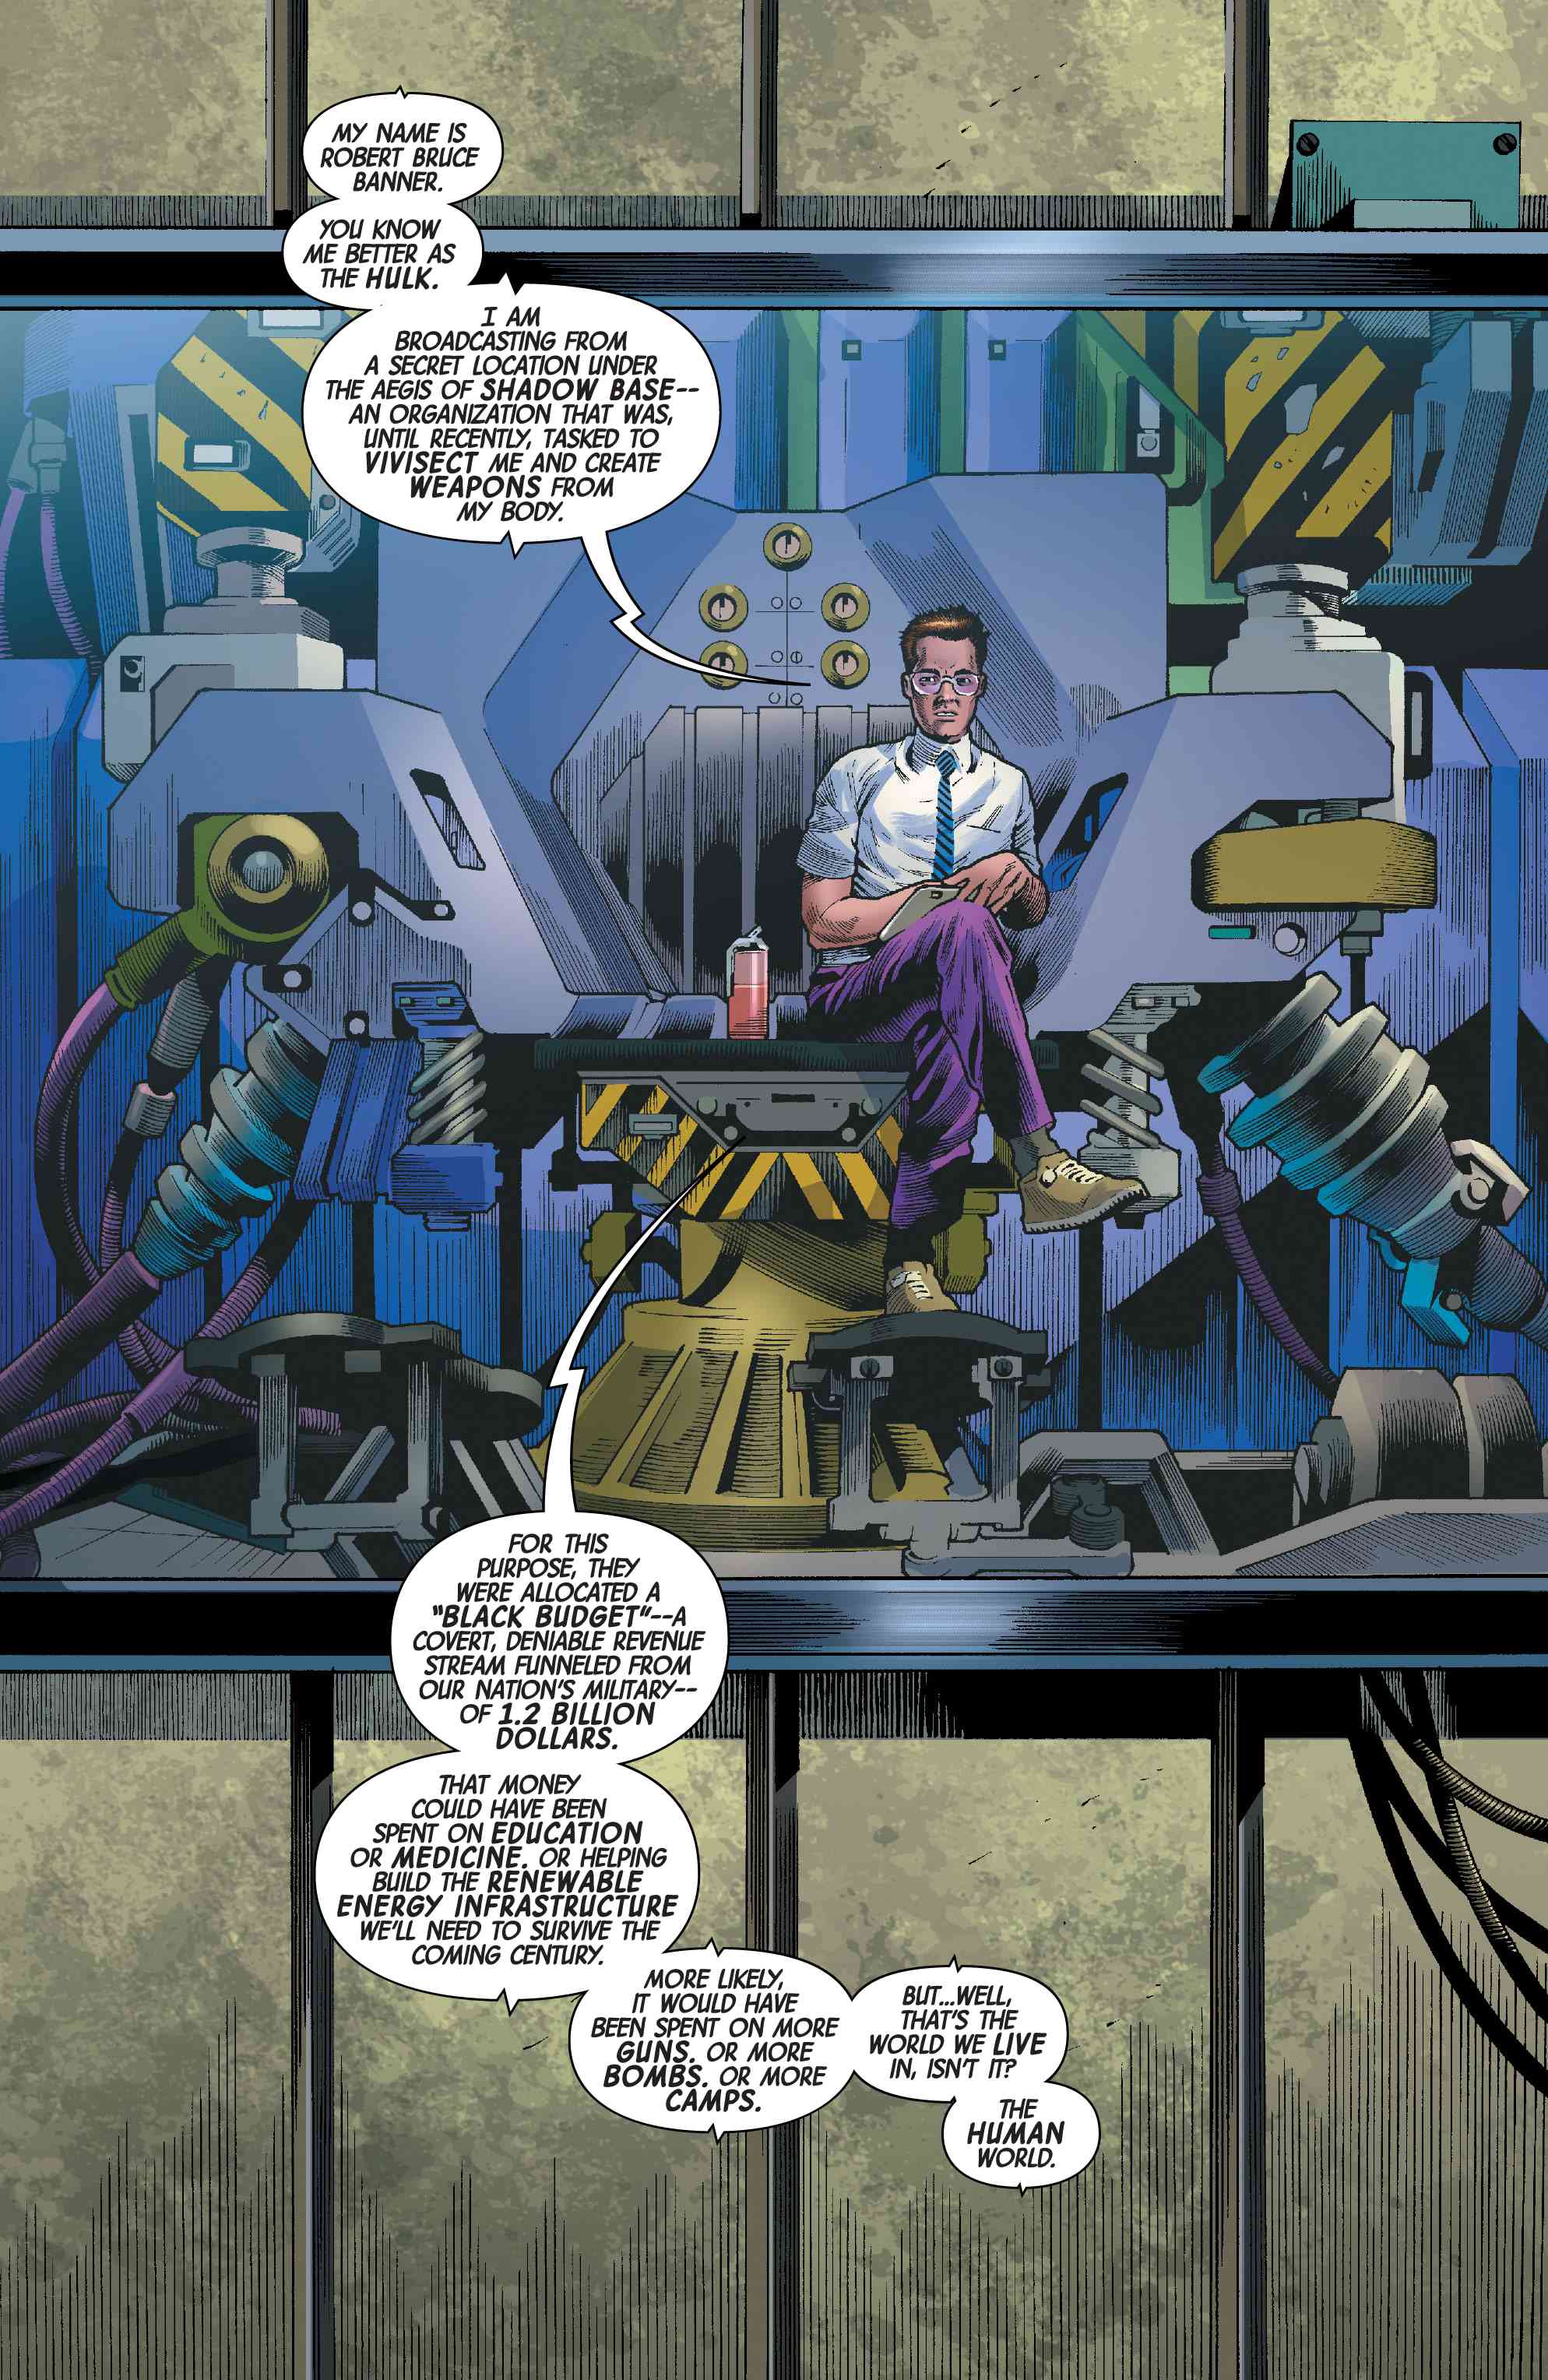 MY NAME IS
ROBERT BRUCE
BANNER.
YOU KNOW
ME BETTER AS
THE HULK.
I AM
BROADCASTING FROM
A SECRET LOCATION UNDER
THE AEGIS OF SHADOW BASE--
AN ORGANIZATION THAT WAS,
UNTIL RECENTLY, TASKED TO
VIVISECT ME AND CREATE
WEAPONS FROM
MY BODY.
FOR THIS
PURPOSE, THEY
WERE ALLOCATED A
"BLACK BUDGET"--A
COVERT, DENIABLE REVENUE
STREAM FUNNELED FROM
OUR NATION'S MILITARY--
OF 1.2 BILLION
DOLLARS.
THAT MONEY
COULD HAVE BEEN
SPENT ON EDUCATION
OR MEDICINE. OR HELPING
BUILD THE RENEWABLE
ENERGY INFRASTRUCTURE
WE'LL NEED TO SURVIVE THE
COMING CENTURY.
MORE LIKELY,
IT WOULD HAVE
BEEN SPENT ON MORE
GUNS. OR MORE
BOMBS. OR MORE
CAMPS.
BUT...WELL,
THAT'S THE
WORLD WE LIVE
IN, ISN'T IT?
THE
HUMAN
WORLD.